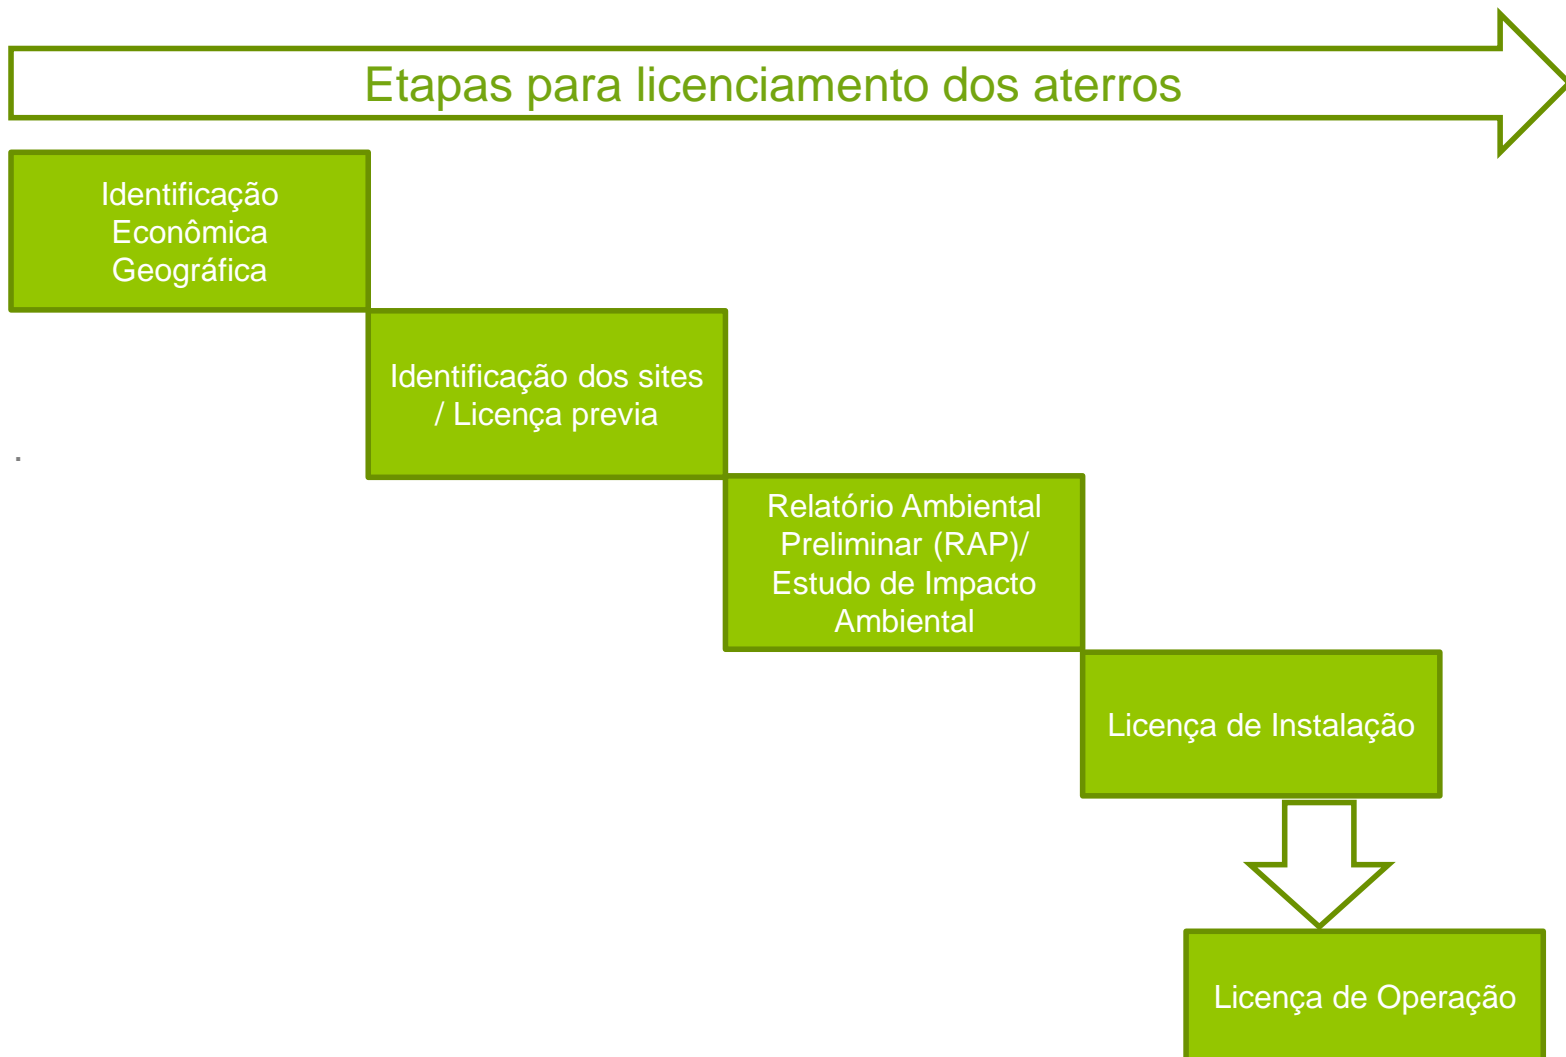 Etapas para licenciamento dos aterros
Identificação
Econômica
Geográfica
Identificação dos sites
/ Licença previa
.
Relatório Ambiental
Preliminar (RAP)/
Estudo de Impacto
Ambiental
Licença de Instalação
Licença de Operação